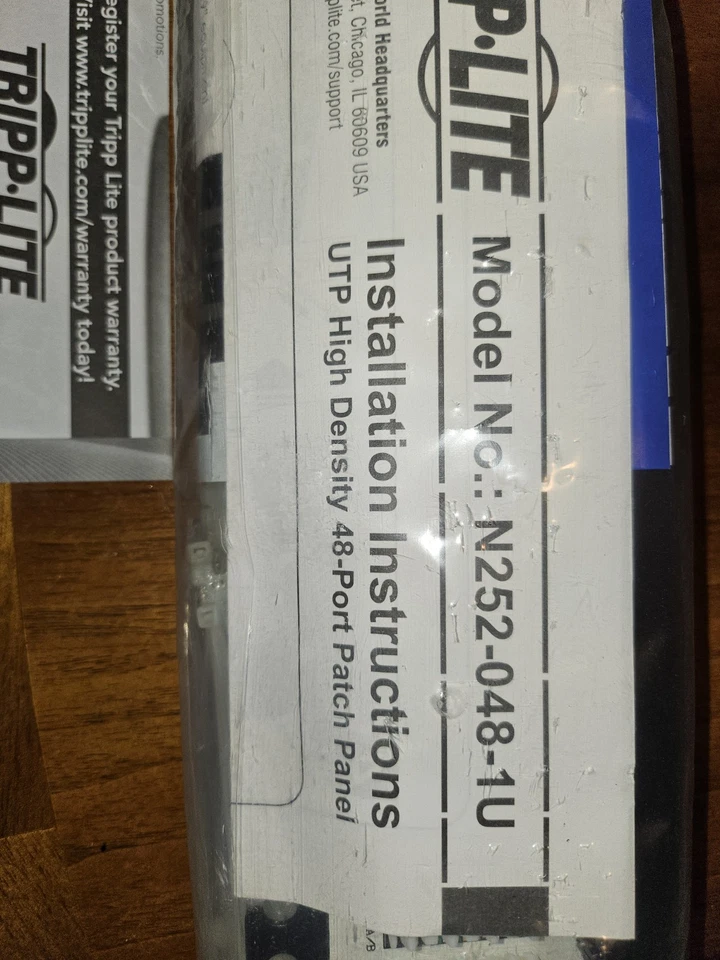 P·LITE
Model No.: N252-048-1U
Installation Instructions
UTP High Density 48-Port Patch Panel
orld Headquarters
st, Chicago, IL 60609 USA
plite.com/support
omotions.
egister your Tripp Lite product warranty.
isit www.tripplite.com/warranty today!
TRIPP·LITE
A/B